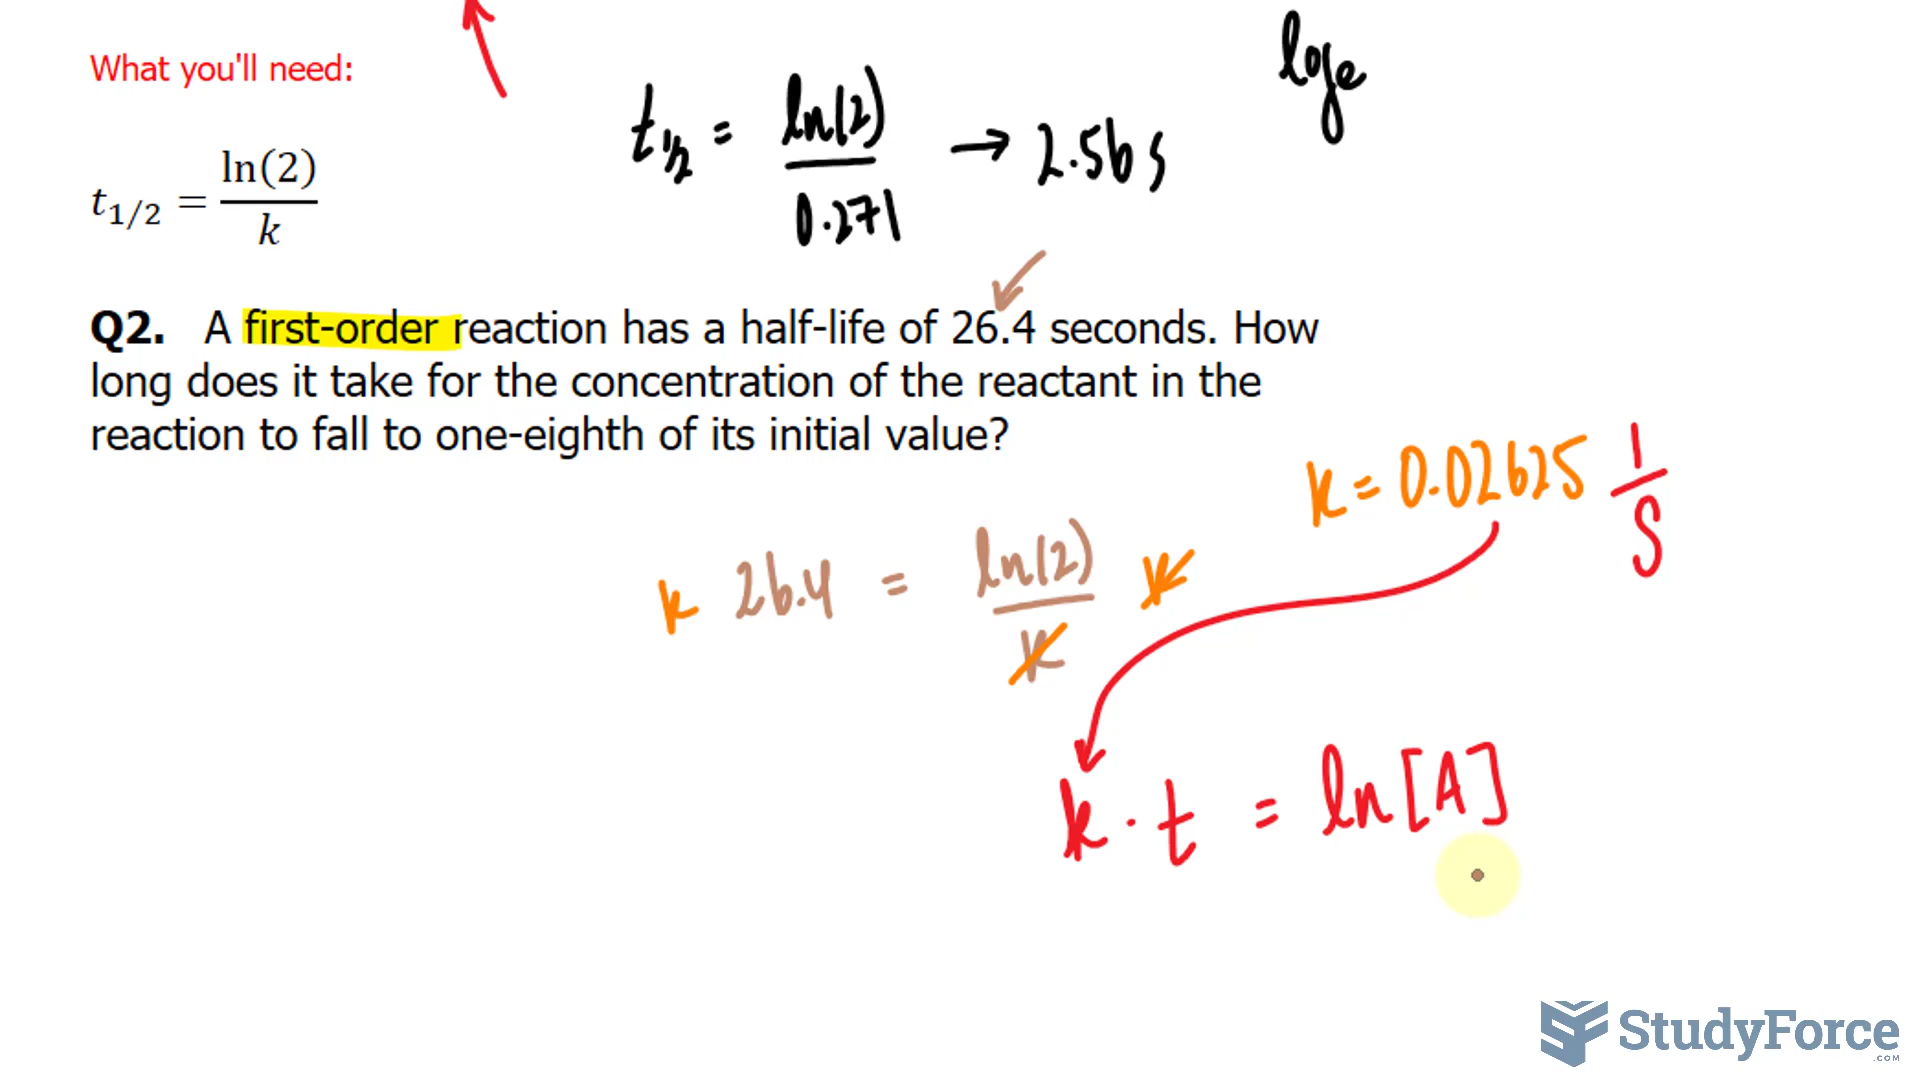 What you'll need:
t1/2 = ln(2)/k
t1/2 = ln(2)/0.271 → 2.56 s
loge
Q2. A first-order reaction has a half-life of 26.4 seconds. How
long does it take for the concentration of the reactant in the
reaction to fall to one-eighth of its initial value?
k = 0.02625 1/s
k 26.4 = ln(2)/k k
k · t = ln[A]
StudyForce
.COM